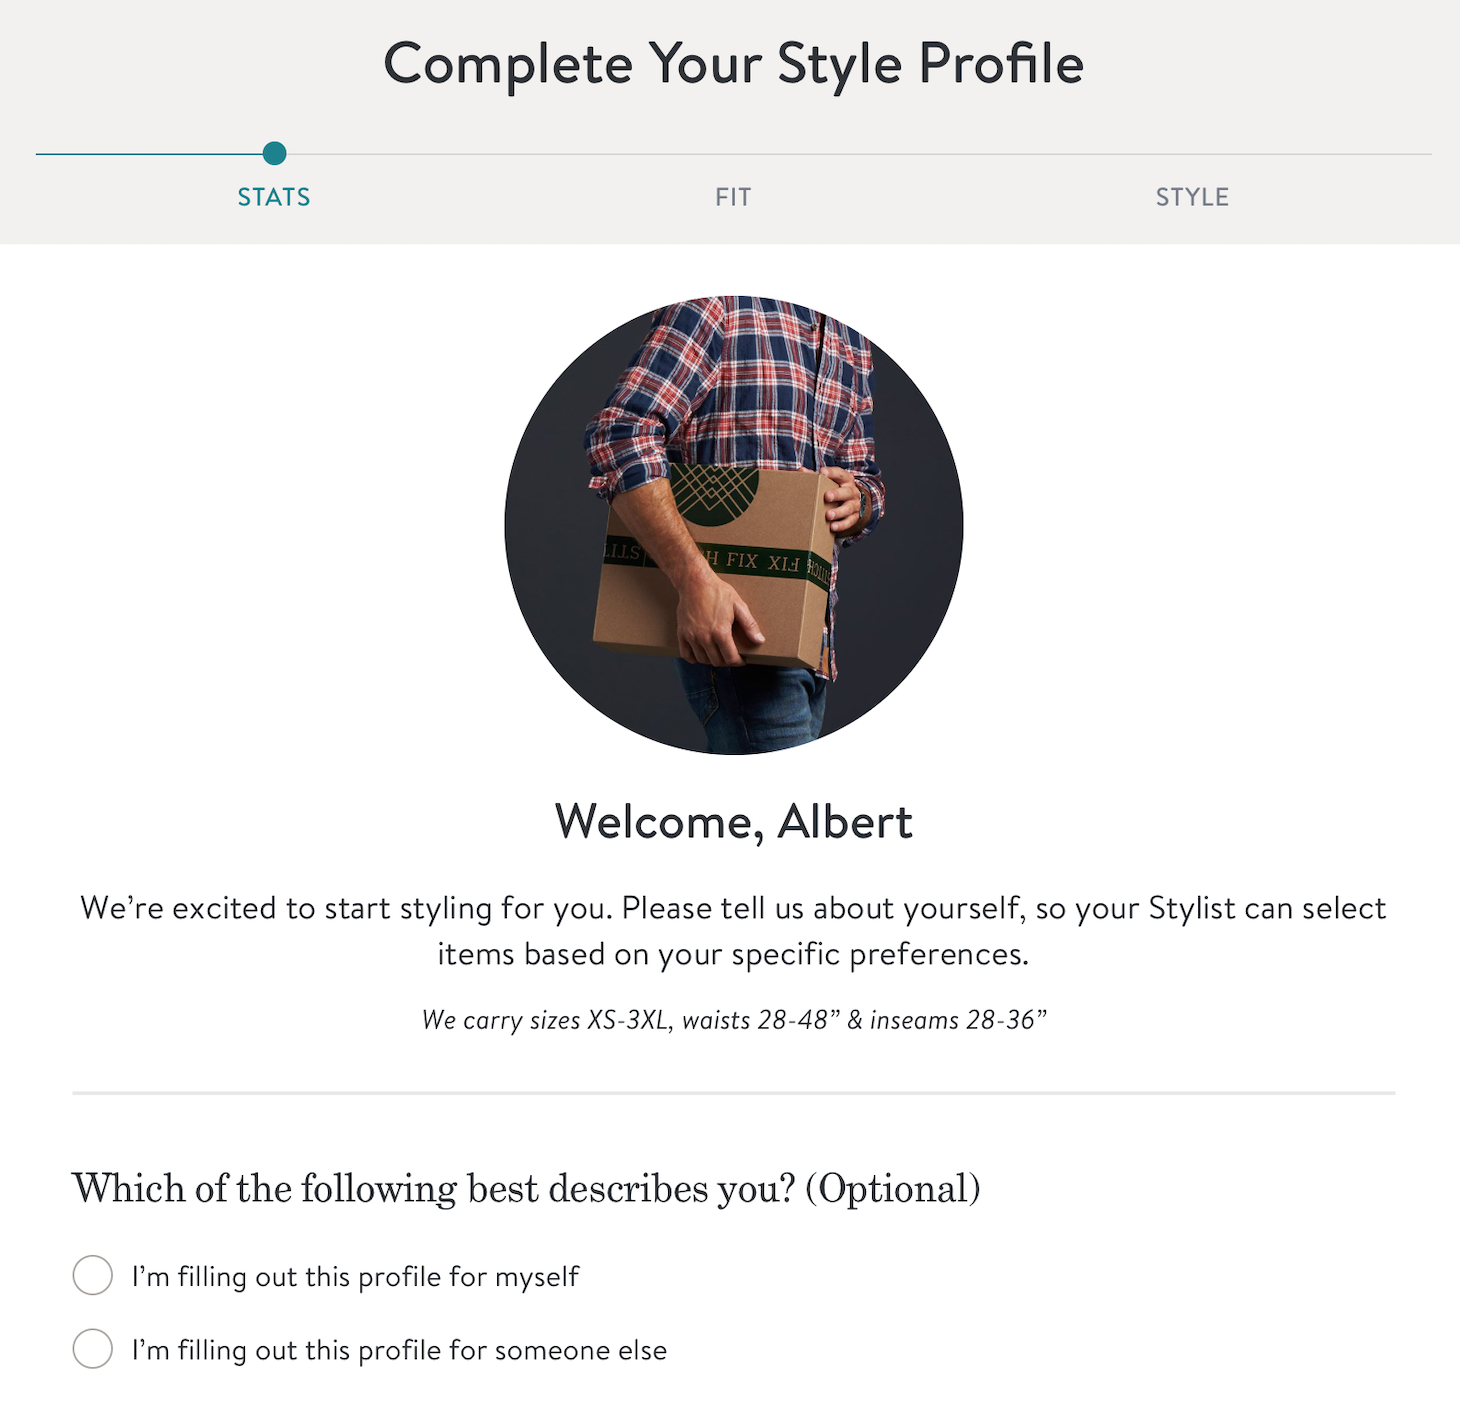 Complete Your Style Profile
STATS
FIT
STYLE
FIX XIF
Welcome, Albert
We’re excited to start styling for you. Please tell us about yourself, so your Stylist can select
items based on your specific preferences.
We carry sizes XS-3XL, waists 28-48” & inseams 28-36”
Which of the following best describes you? (Optional)
I’m filling out this profile for myself
I’m filling out this profile for someone else